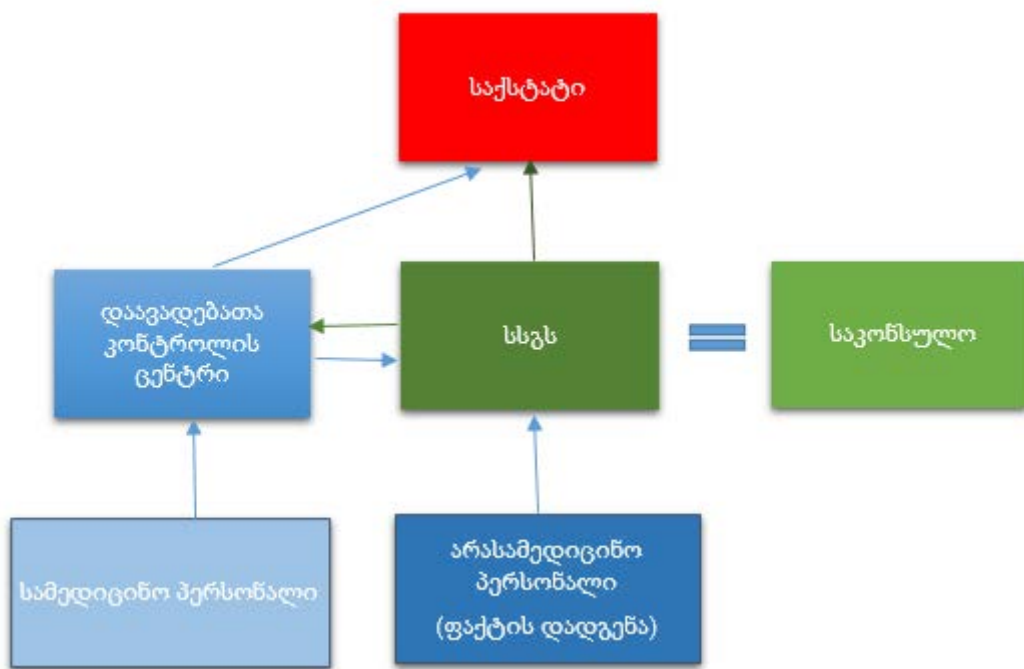 საქსტატი
დაავადებათა
კონტროლის
ცენტრი
სსგს
საკონსულო
სამედიცინო პერსონალი
არასამედიცინო
პერსონალი
(ფაქტის დადგენა)